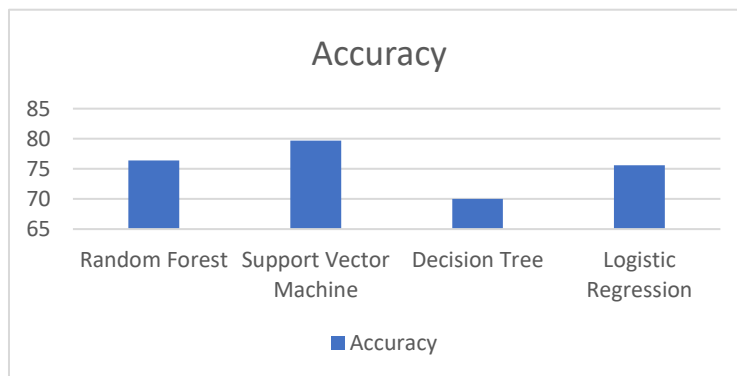 Accuracy
85
80
75
70
65
Random Forest
Support Vector
Machine
Decision Tree
Logistic
Regression
Accuracy